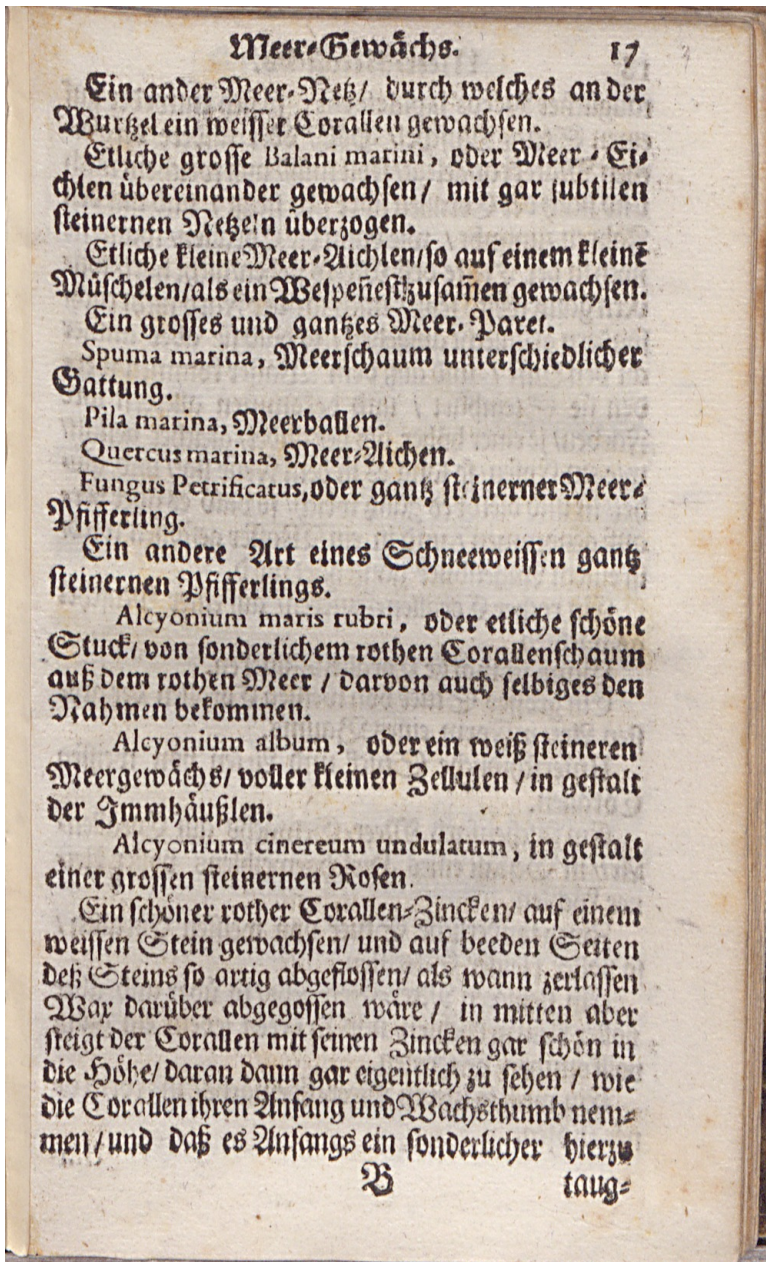 Meer-Gewächs. 17
Ein ander Meer-Netz/ durch welches an der
Wurtzel ein weisser Corallen gewachsen.
Etliche grosse Balani marini, oder Meer-Ei-
chlen übereinander gewachsen/ mit gar subtilen
steinernen Netzeln überzogen.
Etliche kleine Meer-Aichlen/so auf einem kleinē
Müschelen/als ein Wespen̄est/zusam̄en gewachsen.
Ein grosses und gantzes Meer-Paret.
Spuma marina, Meerschaum unterschiedlicher
Gattung.
Pila marina, Meerballen.
Quercus marina, Meer-Aichen.
Fungus Petrificatus, oder gantz steinerner Meer-
Pfifferling.
Ein andere Art eines Schneeweissen gantz
steinernen Pfifferlings.
Alcyonium maris rubri, oder etliche schöne
Stuck/ von sonderlichem rothen Corallenschaum
auß dem rothen Meer / darvon auch selbiges den
Nahmen bekommen.
Alcyonium album, oder ein weiß steineren
Meergewächs/ voller kleinen Zellulen / in gestalt
der Immhäußlen.
Alcyonium cinereum undulatum, in gestalt
einer grossen steinernen Rosen.
Ein schöner rother Corallen-Zincken/ auf einem
weissen Stein gewachsen/ und auf beeden Seiten
deß Steins so artig abgeflossen/ als wann zerlassen
Wax darüber abgegossen wäre / in mitten aber
steigt der Corallen mit seinen Zincken gar schön in
die Höhe/ daran dann gar eigentlich zu sehen / wie
die Corallen ihren Anfang und Wachsthumb nem-
men / und daß es Anfangs ein sonderlicher hierzu
B taug-